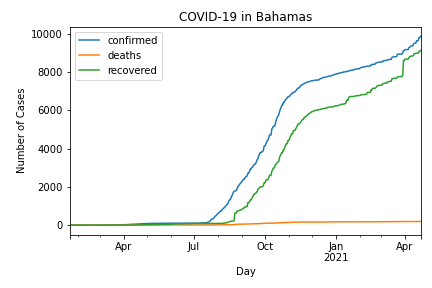 COVID-19 in Bahamas
confirmed
deaths
recovered
Number of Cases
10000
8000
6000
4000
2000
0
Apr
Jul
Oct
Jan
2021
Apr
Day